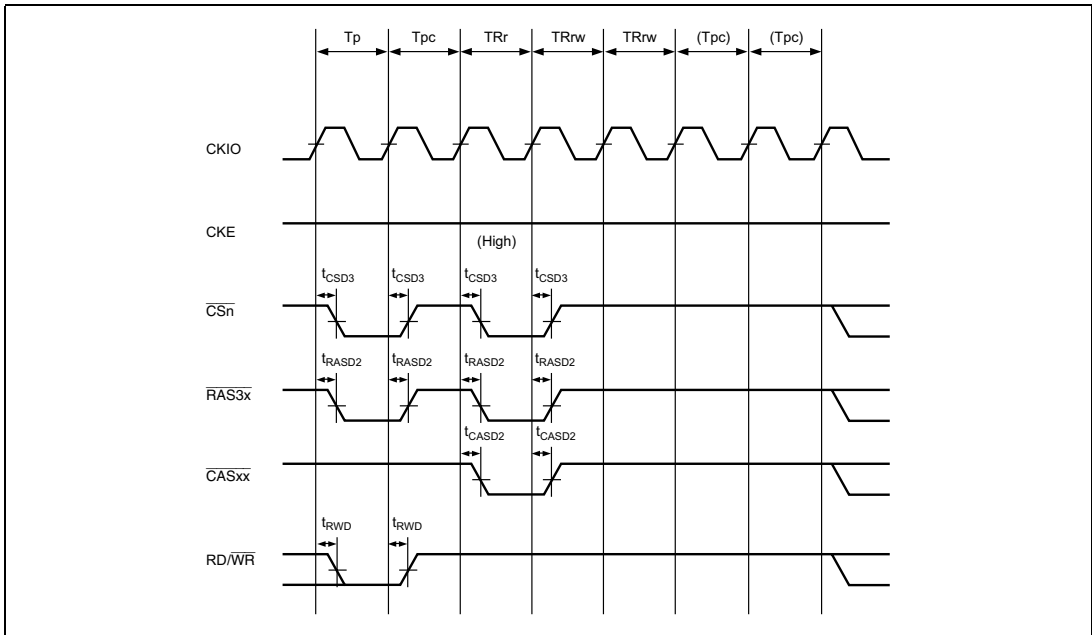 Tp Tpc TRr TRrw TRrw (Tpc) (Tpc)
CKIO
CKE
(High)
tCSD3 tCSD3 tCSD3 tCSD3
CSn
tRASD2 tRASD2 tRASD2 tRASD2
RAS3x
tCASD2 tCASD2
CASxx
tRWD tRWD
RD/WR